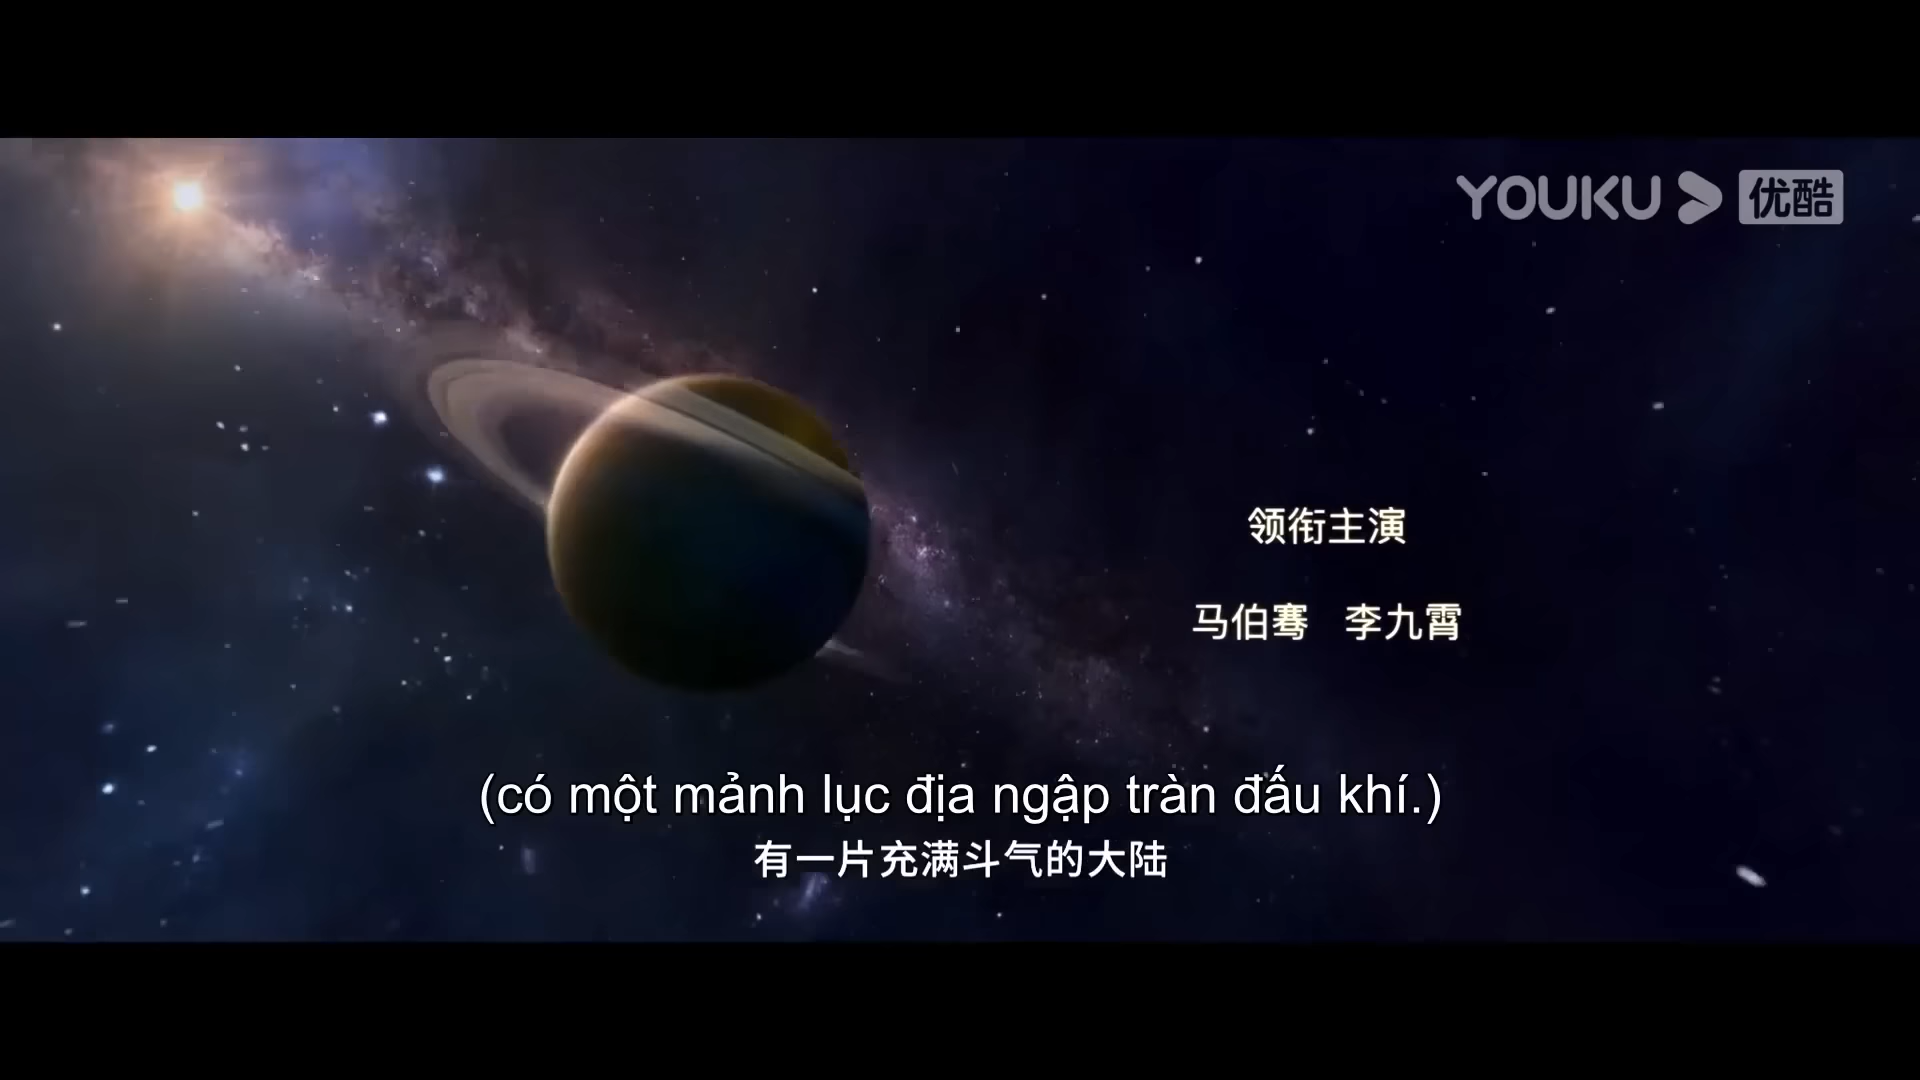 YOUKU 优酷
领衔主演
马伯骞 李九霄
(có một mảnh lục địa ngập tràn đấu khí.)
有一片充满斗气的大陆